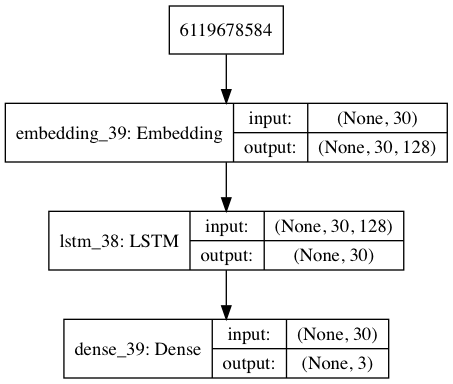 6119678584
embedding_39: Embedding
input:
(None, 30)
output:
(None, 30, 128)
lstm_38: LSTM
input:
(None, 30, 128)
output:
(None, 30)
dense_39: Dense
input:
(None, 30)
output:
(None, 3)